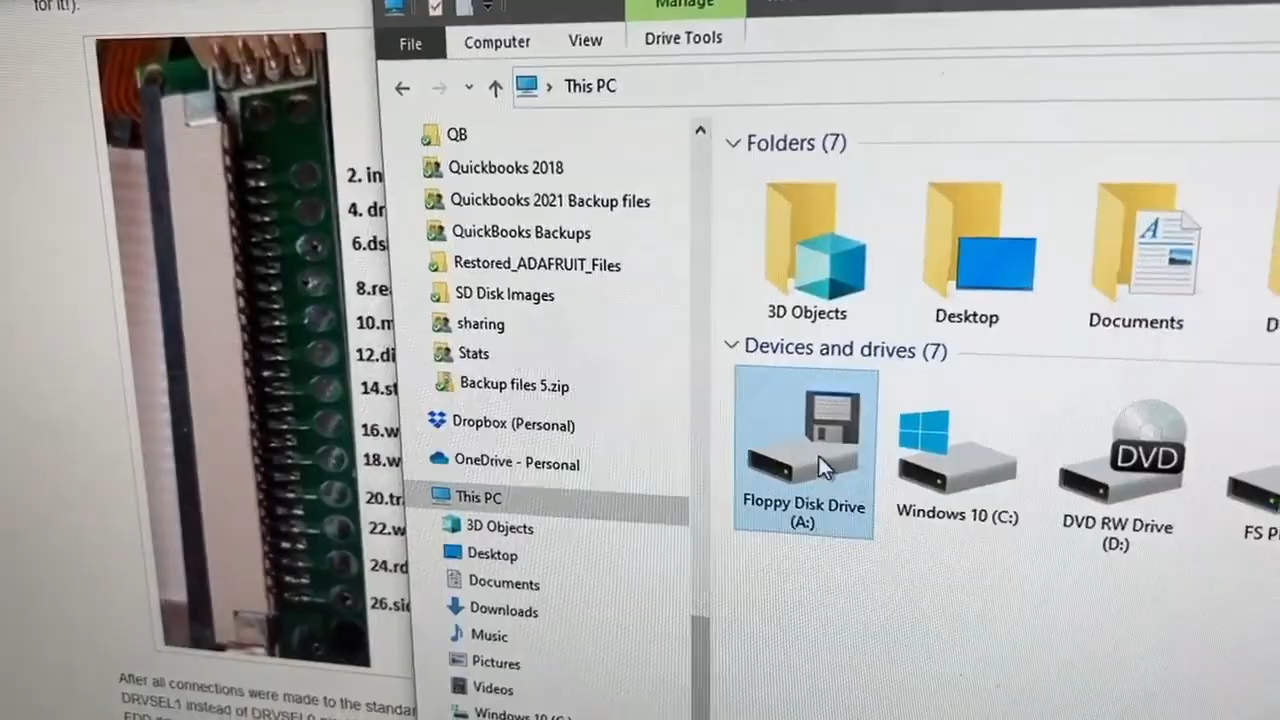 for it!).
Manage
File
Computer
View
Drive Tools
This PC
QB
Quickbooks 2018
Quickbooks 2021 Backup files
QuickBooks Backups
Restored_ADAFRUIT_Files
SD Disk Images
sharing
Stats
Backup files 5.zip
Dropbox (Personal)
OneDrive - Personal
This PC
3D Objects
Desktop
Documents
Downloads
Music
Pictures
Videos
Windows 10 (C:)
Folders (7)
3D Objects
Desktop
Documents
D
Devices and drives (7)
DVD
Floppy Disk Drive
(A:)
Windows 10 (C:)
DVD RW Drive
(D:)
FS P
2. in
4. dr
6.ds
8.re
10.m
12.di
14.st
16.w
18.w
20.tr
22.w
24.rd
26.si
After all connections were made to the standa
DRVSEL1 instead of DRVSEL0